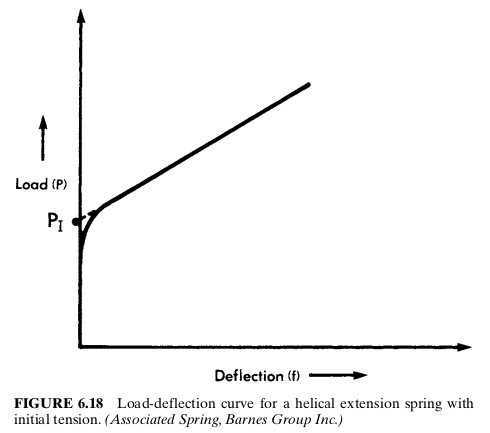 Load (P)
PI
Deflection (f)
FIGURE 6.18 Load-deflection curve for a helical extension spring with
initial tension. (Associated Spring, Barnes Group Inc.)